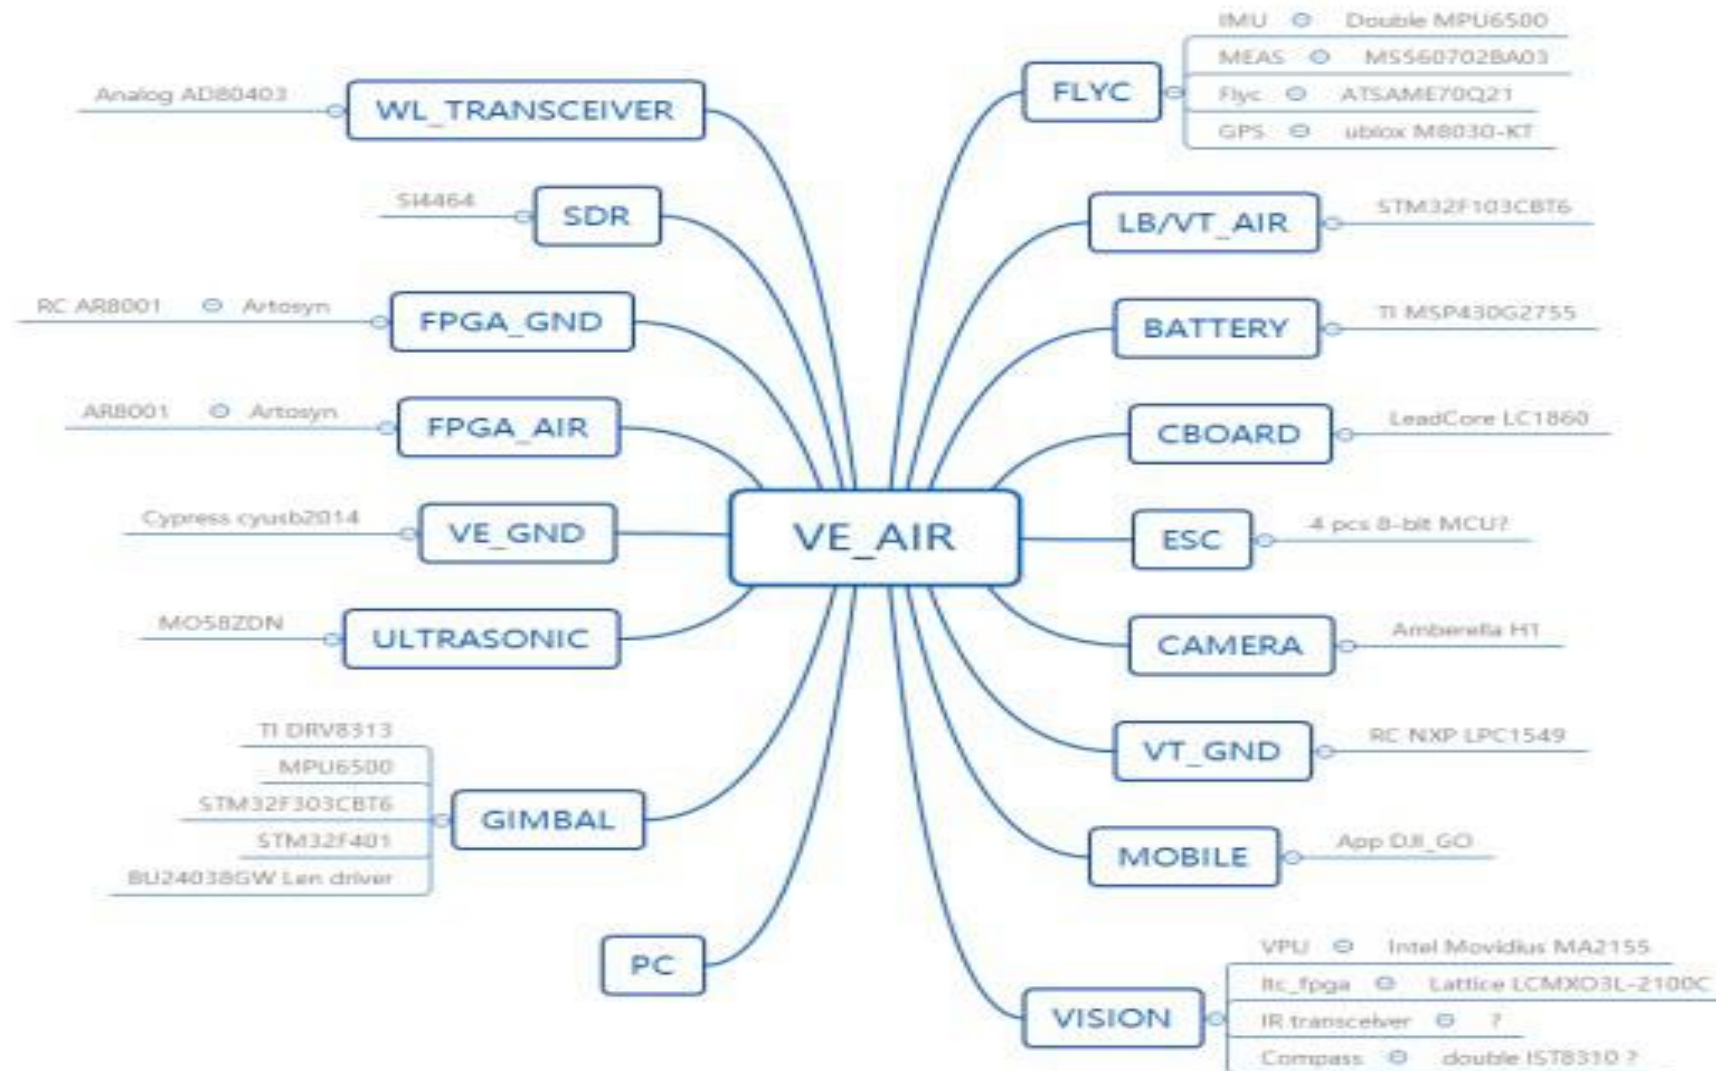 WL_TRANSCEIVER
Analog AD80403
SDR
SI4464
FPGA_GND
RC AR8001 Artosyn
FPGA_AIR
AR8001 Artosyn
VE_GND
Cypress cyusb2014
ULTRASONIC
MO58ZDN
GIMBAL
TI DRV8313
MPU6500
STM32F303CBT6
STM32F401
BU24038GW Len driver
PC
VE_AIR
FLYC
IMU Double MPU6500
MEAS MS560702BA03
Flyc ATSAME70Q21
GPS ublox M8030-KT
LB/VT_AIR
STM32F103CBT6
BATTERY
TI MSP430G2755
CBOARD
LeadCore LC1860
ESC
4 pcs 8-bit MCU?
CAMERA
Amberella H1
VT_GND
RC NXP LPC1549
MOBILE
App DJI_GO
VISION
VPU Intel Movidius MA2155
ltc_fpga Lattice LCMXO3L-2100C
IR transceiver ?
Compass double IST8310 ?